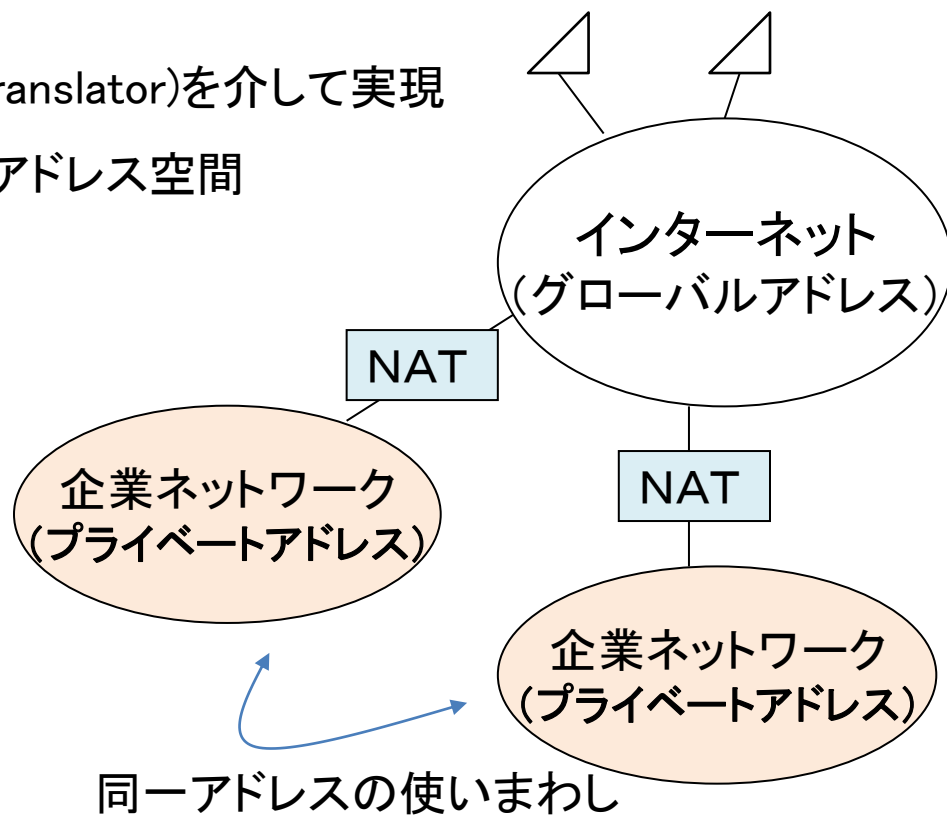 ranslator)を介して実現
アドレス空間
インターネット
(グローバルアドレス)
NAT
企業ネットワーク
(プライベートアドレス)
NAT
企業ネットワーク
(プライベートアドレス)
同一アドレスの使いまわし